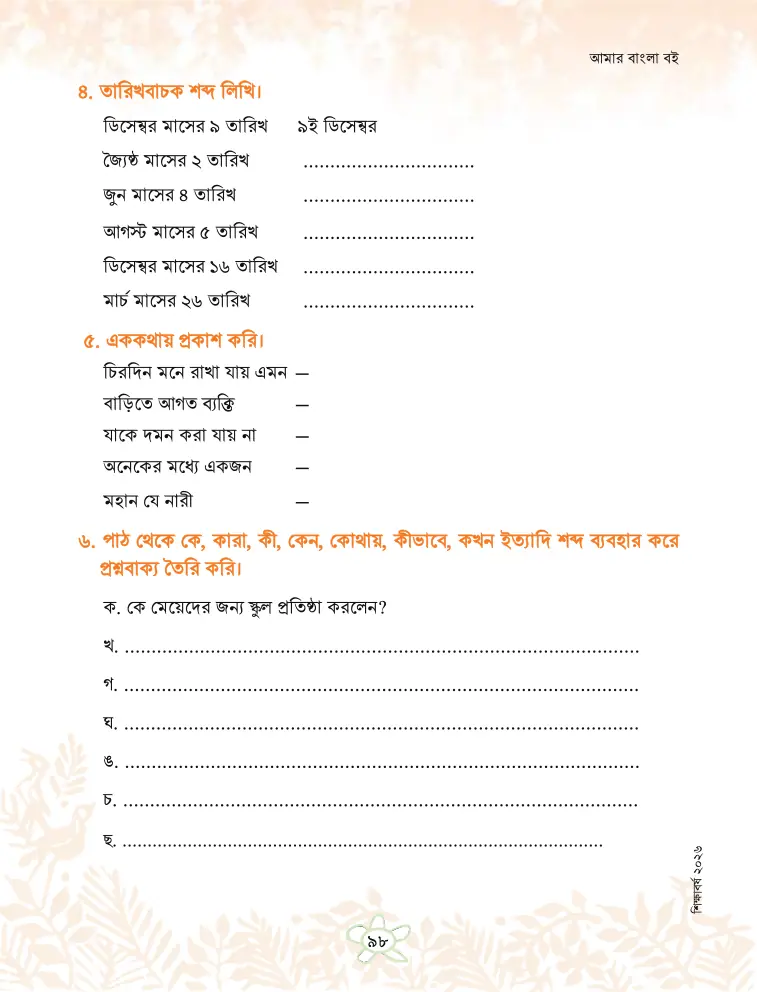 আমার বাংলা বই
৪. তারিখবাচক শব্দ লিখি।
ডিসেম্বর মাসের ৯ তারিখ ৯ই ডিসেম্বর
জ্যৈষ্ঠ মাসের ২ তারিখ ................................
জুন মাসের ৪ তারিখ ................................
আগস্ট মাসের ৫ তারিখ ................................
ডিসেম্বর মাসের ১৬ তারিখ ................................
মার্চ মাসের ২৬ তারিখ ................................
৫. এককথায় প্রকাশ করি।
চিরদিন মনে রাখা যায় এমন —
বাড়িতে আগত ব্যক্তি —
যাকে দমন করা যায় না —
অনেকের মধ্যে একজন —
মহান যে নারী —
৬. পাঠ থেকে কে, কারা, কী, কেন, কোথায়, কীভাবে, কখন ইত্যাদি শব্দ ব্যবহার করে
প্রশ্নবাক্য তৈরি করি।
ক. কে মেয়েদের জন্য স্কুল প্রতিষ্ঠা করলেন?
খ. ................................................................................................
গ. ................................................................................................
ঘ. ................................................................................................
ঙ. ................................................................................................
চ. ................................................................................................
ছ. ................................................................................................
শিক্ষাবর্ষ ২০২৬
৯৮